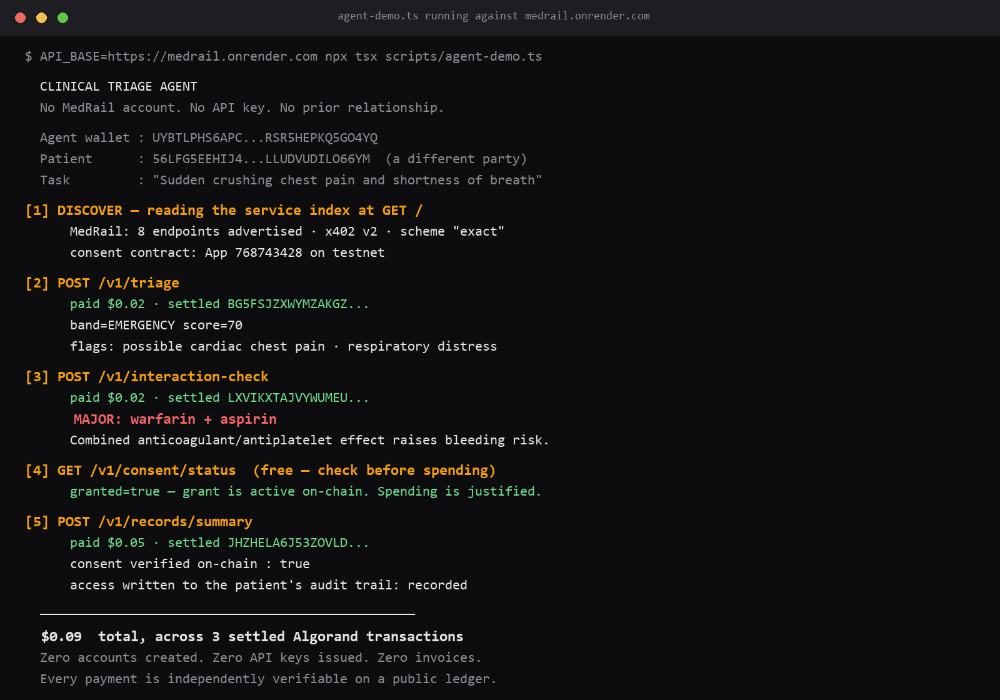 agent-demo.ts running against medrail.onrender.com
$ API_BASE=https://medrail.onrender.com npx tsx scripts/agent-demo.ts
CLINICAL TRIAGE AGENT
No MedRail account. No API key. No prior relationship.
Agent wallet : UYBTLPHS6APC...RSR5HEPKQ5GO4YQ
Patient : 56LFG5EEHIJ4...LLUDVUDILO66YM (a different party)
Task : "Sudden crushing chest pain and shortness of breath"
[1] DISCOVER — reading the service index at GET /
MedRail: 8 endpoints advertised · x402 v2 · scheme "exact"
consent contract: App 768743428 on testnet
[2] POST /v1/triage
paid $0.02 · settled BG5FSJZXWYMZAKGZ...
band=EMERGENCY score=70
flags: possible cardiac chest pain · respiratory distress
[3] POST /v1/interaction-check
paid $0.02 · settled LXVIKXTAJVYWUMEU...
MAJOR: warfarin + aspirin
Combined anticoagulant/antiplatelet effect raises bleeding risk.
[4] GET /v1/consent/status (free — check before spending)
granted=true — grant is active on-chain. Spending is justified.
[5] POST /v1/records/summary
paid $0.05 · settled JHZHELA6J53ZOVLD...
consent verified on-chain : true
access written to the patient's audit trail: recorded
$0.09 total, across 3 settled Algorand transactions
Zero accounts created. Zero API keys issued. Zero invoices.
Every payment is independently verifiable on a public ledger.